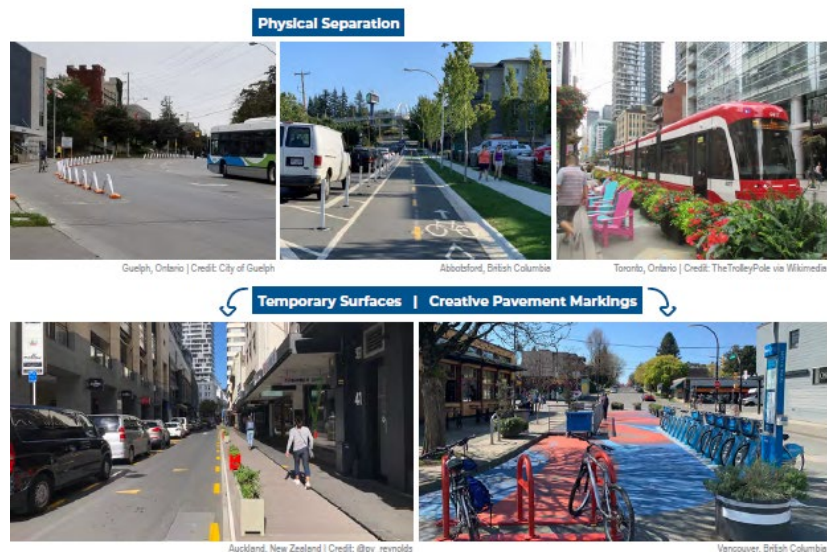 Physical Separation
Guelph, Ontario | Credit: City of Guelph
Abbotsford, British Columbia
Toronto, Ontario | Credit: TheTrolleyPole via Wikimedia
Temporary Surfaces | Creative Pavement Markings
Auckland, New Zealand | Credit: @pv_reynolds
Vancouver, British Columbia